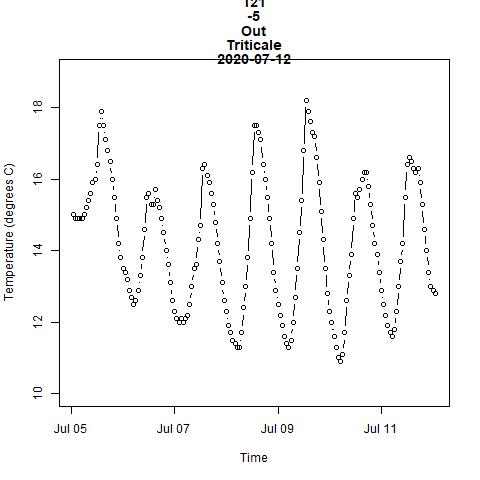 121
-5
Out
Triticale
2020-07-12
Temperature (degrees C)
18
16
14
12
10
Jul 05
Jul 07
Jul 09
Jul 11
Time